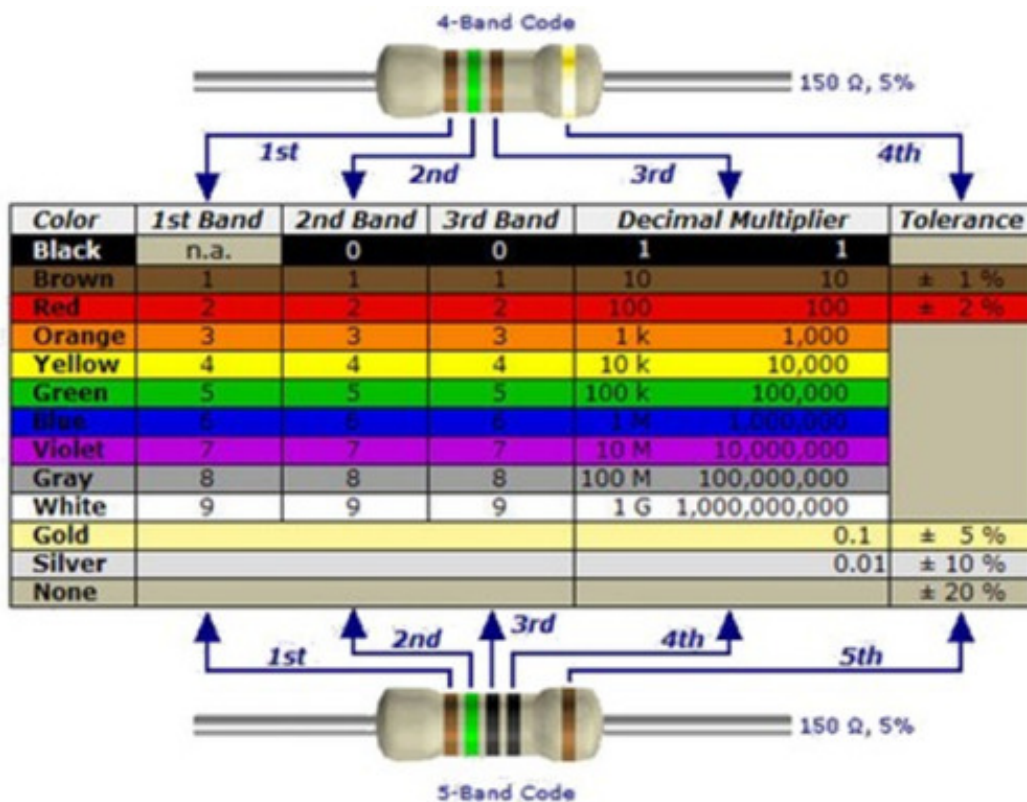 4-Band Code
150 Ω, 5%
1st
2nd
3rd
4th
Color 1st Band 2nd Band 3rd Band Decimal Multiplier Tolerance
Black n.a. 0 0 1 1
Brown 1 1 1 10 10 ± 1 %
Red 2 2 2 100 100 ± 2 %
Orange 3 3 3 1 k 1,000
Yellow 4 4 4 10 k 10,000
Green 5 5 5 100 k 100,000
Blue 6 6 6 1 M 1,000,000
Violet 7 7 7 10 M 10,000,000
Gray 8 8 8 100 M 100,000,000
White 9 9 9 1 G 1,000,000,000
Gold 0.1 ± 5 %
Silver 0.01 ± 10 %
None ± 20 %
1st
2nd
3rd
4th
5th
150 Ω, 5%
5-Band Code